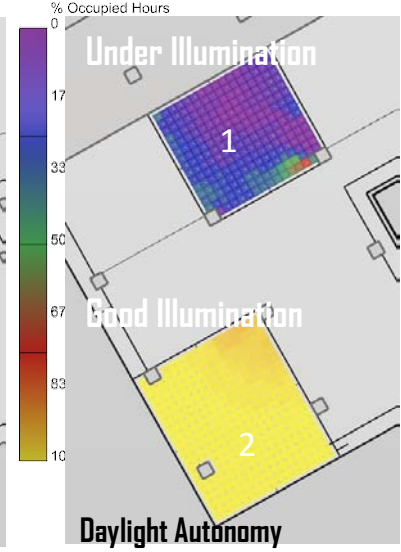 % Occupied Hours
0
17
33
50
67
83
10
Under Illumination
1
Good Illumination
2
Daylight Autonomy